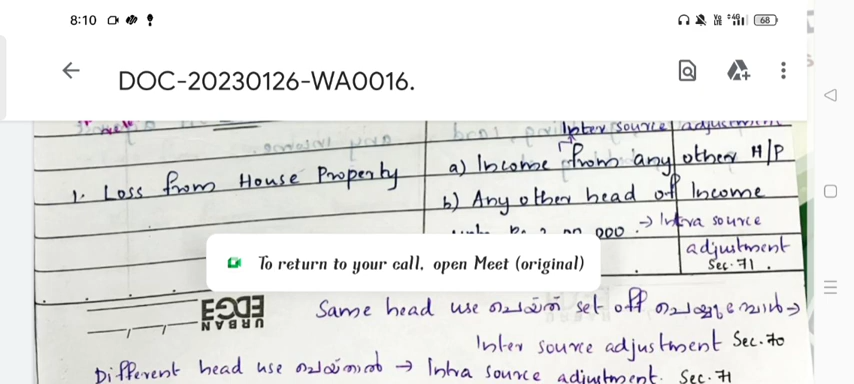 8:10
68
DOC-20230126-WA0016.
Inter source adjustment
1. Loss from House Property
a) Income from any other H/P
b) Any other head of Income
000 → Intra source
adjustment
Sec. 71.
To return to your call, open Meet (original)
URBAN EDGE
Same head use set off →
Inter source adjustment Sec. 70
Different head use → Intra source adjustment. Sec. 71